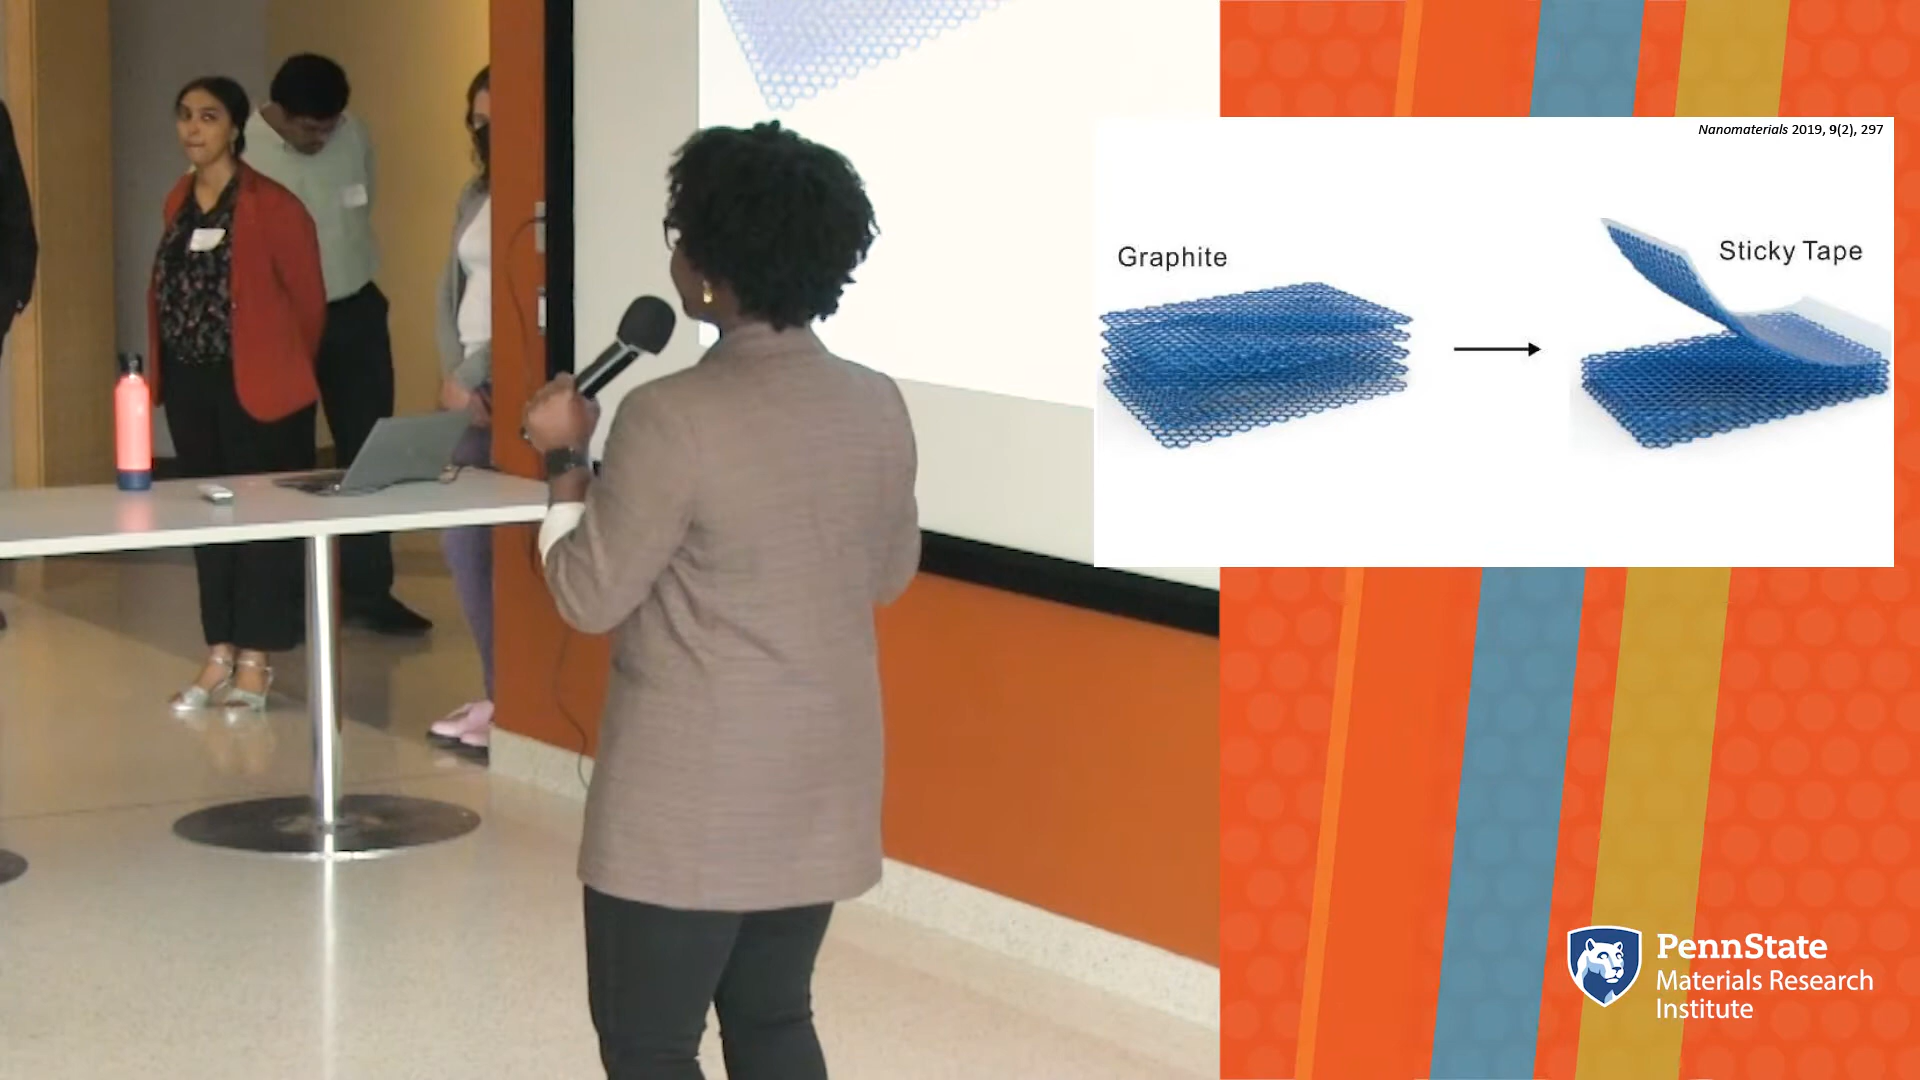 Nanomaterials 2019, 9(2), 297
Graphite
Sticky Tape
PennState
Materials Research
Institute